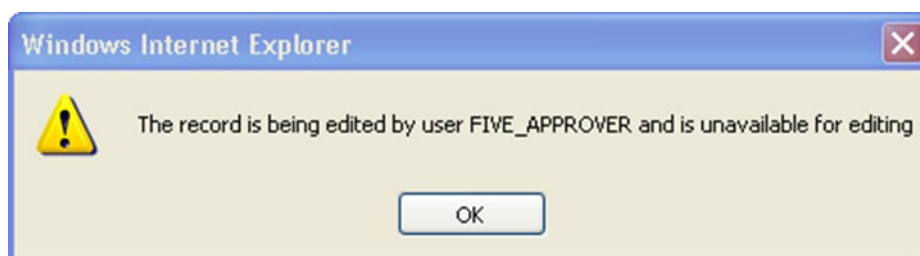 Windows Internet Explorer
The record is being edited by user FIVE_APPROVER and is unavailable for editing
OK